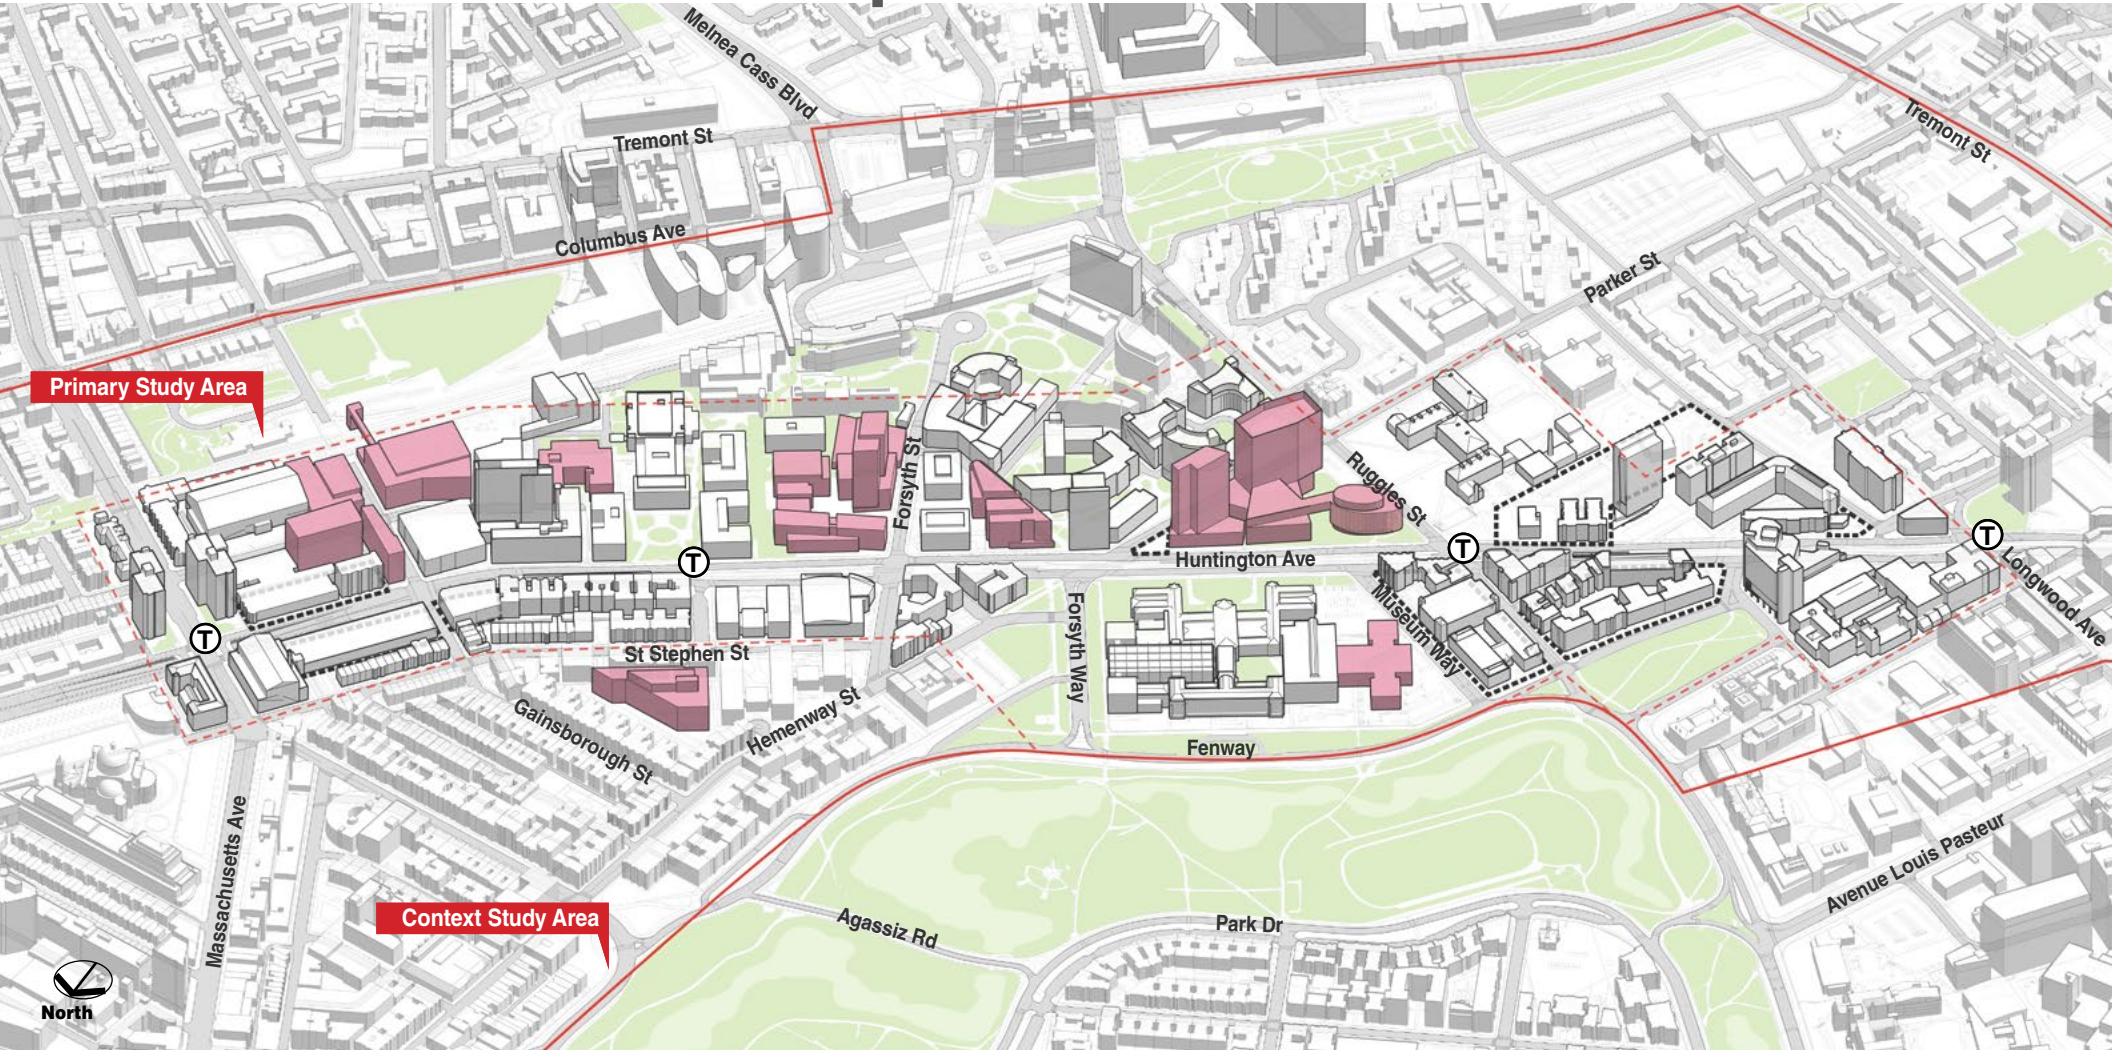 Melnea Cass Blvd
Tremont St
Tremont St
Columbus Ave
Parker St
Primary Study Area
Forsyth St
Ruggles St
T
T
T
T
Huntington Ave
Longwood Ave
Forsyth Way
Museum Way
St Stephen St
Gainsborough St
Hemenway St
Fenway
Massachusetts Ave
Avenue Louis Pasteur
Context Study Area
Agassiz Rd
Park Dr
North